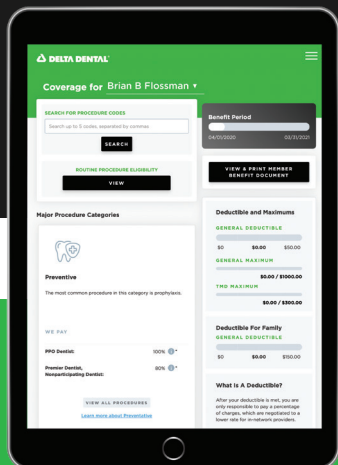 DELTA DENTAL
Coverage for Brian B Flossman
SEARCH FOR PROCEDURE CODES
Search up to 5 codes, separated by commas
SEARCH
ROUTINE PROCEDURE ELIGIBILITY
VIEW
Major Procedure Categories
Preventive
The most common procedure in this category is prophylaxis.
WE PAY
PPO Dentist: 100% *
Premier Dentist,
Nonparticipating Dentist: 80% *
VIEW ALL PROCEDURES
Learn more about Preventative
Benefit Period
04/01/2020 03/31/2021
VIEW & PRINT MEMBER
BENEFIT DOCUMENT
Deductible and Maximums
GENERAL DEDUCTIBLE
$0 $0.00 $50.00
GENERAL MAXIMUM
$0.00 / $1000.00
TMD MAXIMUM
$0.00 / $300.00
Deductible For Family
GENERAL DEDUCTIBLE
$0 $0.00 $150.00
What Is A Deductible?
After your deductible is met, you are
only responsible to pay a percentage
of charges, which are negotiated to a
lower rate for in-network providers.